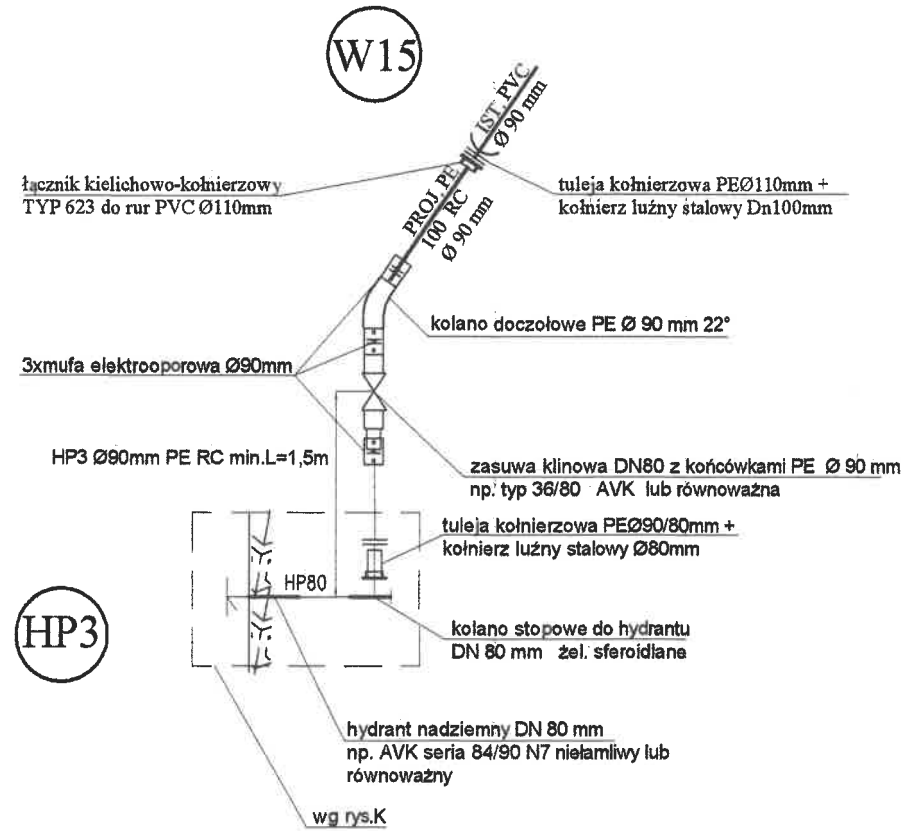 W15
IST. PVC
Ø 90 mm
łącznik kielichowo-kołnierzowy
TYP 623 do rur PVC Ø110mm
PROJ. PE
100 RC
Ø 90 mm
tuleja kołnierzowa PEØ110mm +
kołnierz luźny stalowy Dn100mm
kolano doczołowe PE Ø 90 mm 22°
3xmufa elektrooporowa Ø90mm
HP3 Ø90mm PE RC min.L=1,5m
zasuwa klinowa DN80 z końcówkami PE Ø 90 mm
np. typ 36/80 AVK lub równoważna
tuleja kołnierzowa PEØ90/80mm +
kołnierz luźny stalowy Ø80mm
HP80
HP3
kolano stopowe do hydrantu
DN 80 mm żel. sferoidlane
hydrant nadziemny DN 80 mm
np. AVK seria 84/90 N7 niełamliwy lub
równoważny
wg rys.K